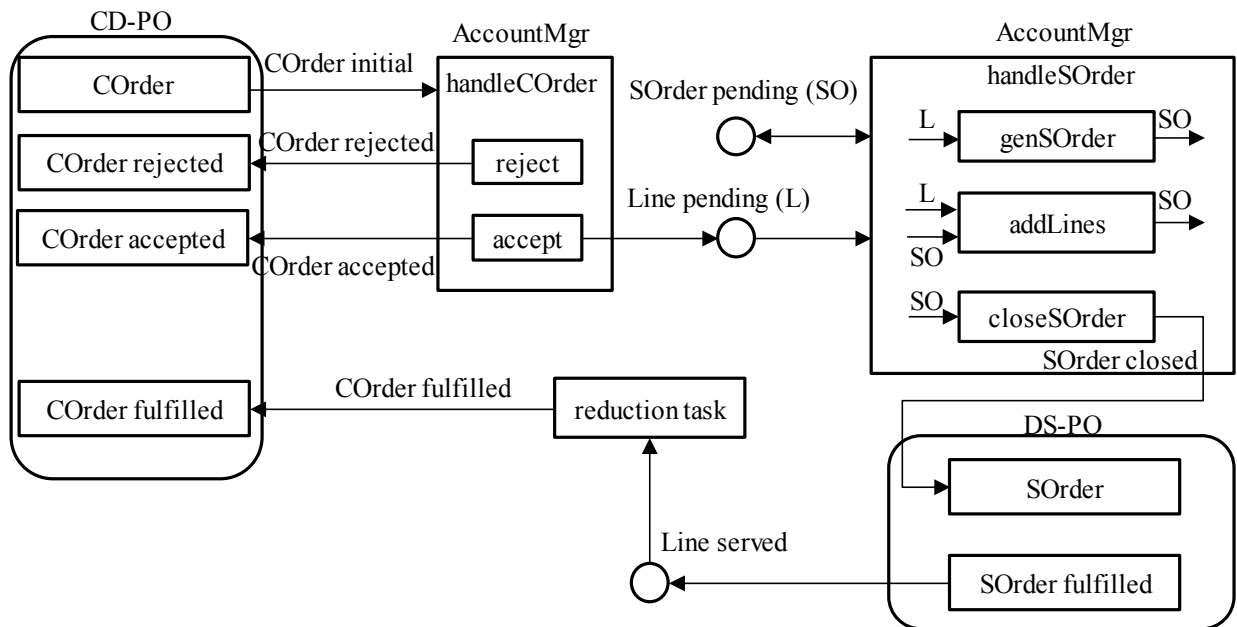 CD-PO
AccountMgr
AccountMgr
COrder
COrder initial
handleCOrder
SOrder pending (SO)
handleSOrder
L
genSOrder
SO
COrder rejected
COrder rejected
reject
Line pending (L)
L
addLines
SO
SO
COrder accepted
accept
COrder accepted
SO
closeSOrder
SOrder closed
COrder fulfilled
COrder fulfilled
reduction task
DS-PO
SOrder
Line served
SOrder fulfilled